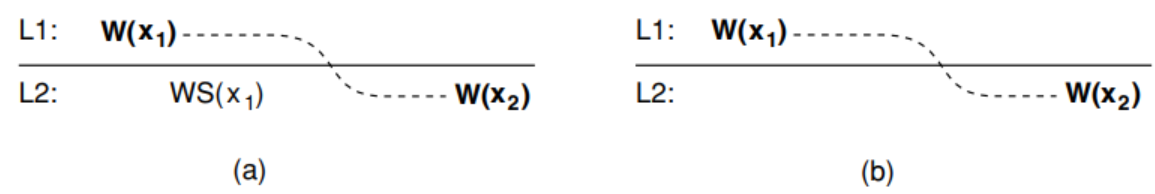 L1: W(x₁) L1: W(x₁)
L2: WS(x₁) W(x₂) L2: W(x₂)
(a) (b)